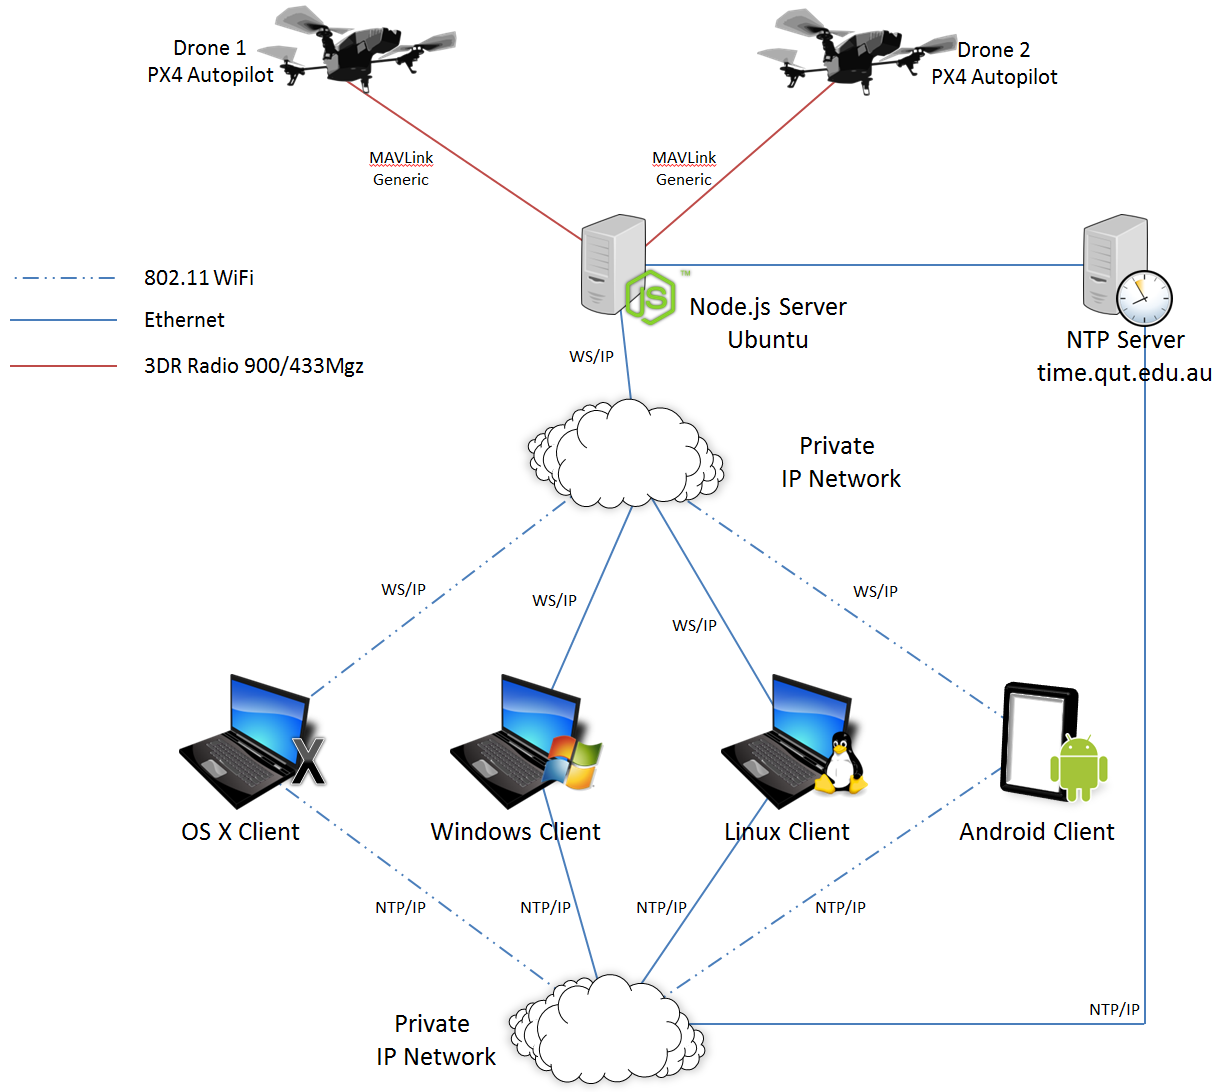 Drone 1
PX4 Autopilot
Drone 2
PX4 Autopilot
MAVLink
Generic
MAVLink
Generic
802.11 WiFi
Ethernet
3DR Radio 900/433Mgz
JS
TM
Node.js Server
Ubuntu
NTP Server
time.qut.edu.au
WS/IP
Private
IP Network
WS/IP
WS/IP
WS/IP
WS/IP
X
OS X Client
Windows Client
Linux Client
Android Client
NTP/IP
NTP/IP
NTP/IP
NTP/IP
NTP/IP
Private
IP Network